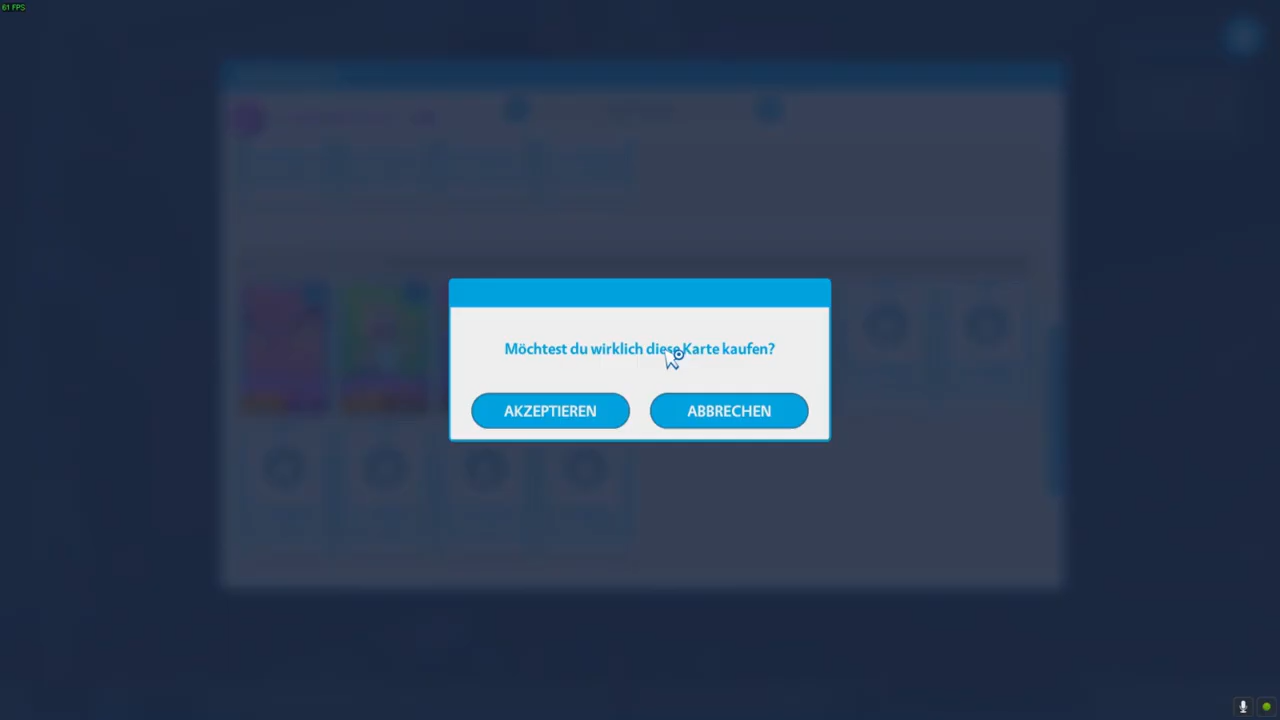 61 FPS
Möchtest du wirklich diese Karte kaufen?
AKZEPTIEREN
ABBRECHEN